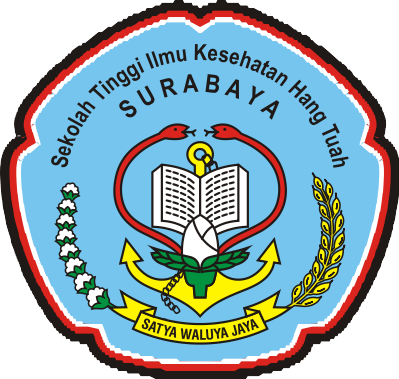 Sekolah Tinggi Ilmu Kesehatan Hang Tuah
SURABAYA
SATYA WALUYA JAYA